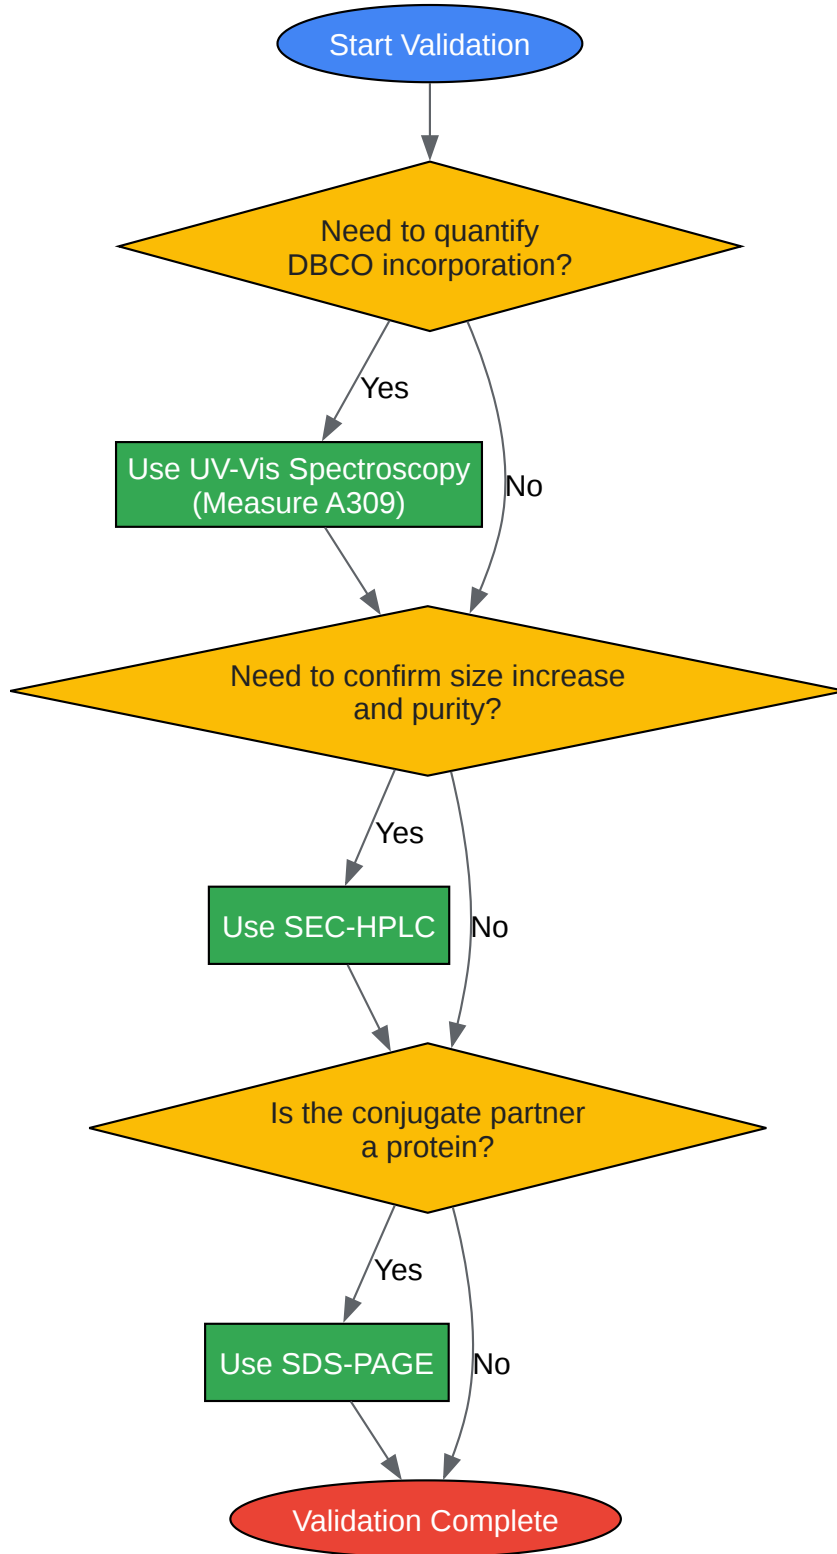 Start Validation
Need to quantify
DBCO incorporation?
Yes
Use UV-Vis Spectroscopy
(Measure A309)
No
Need to confirm size increase
and purity?
Yes
Use SEC-HPLC
No
Is the conjugate partner
a protein?
Yes
Use SDS-PAGE
No
Validation Complete